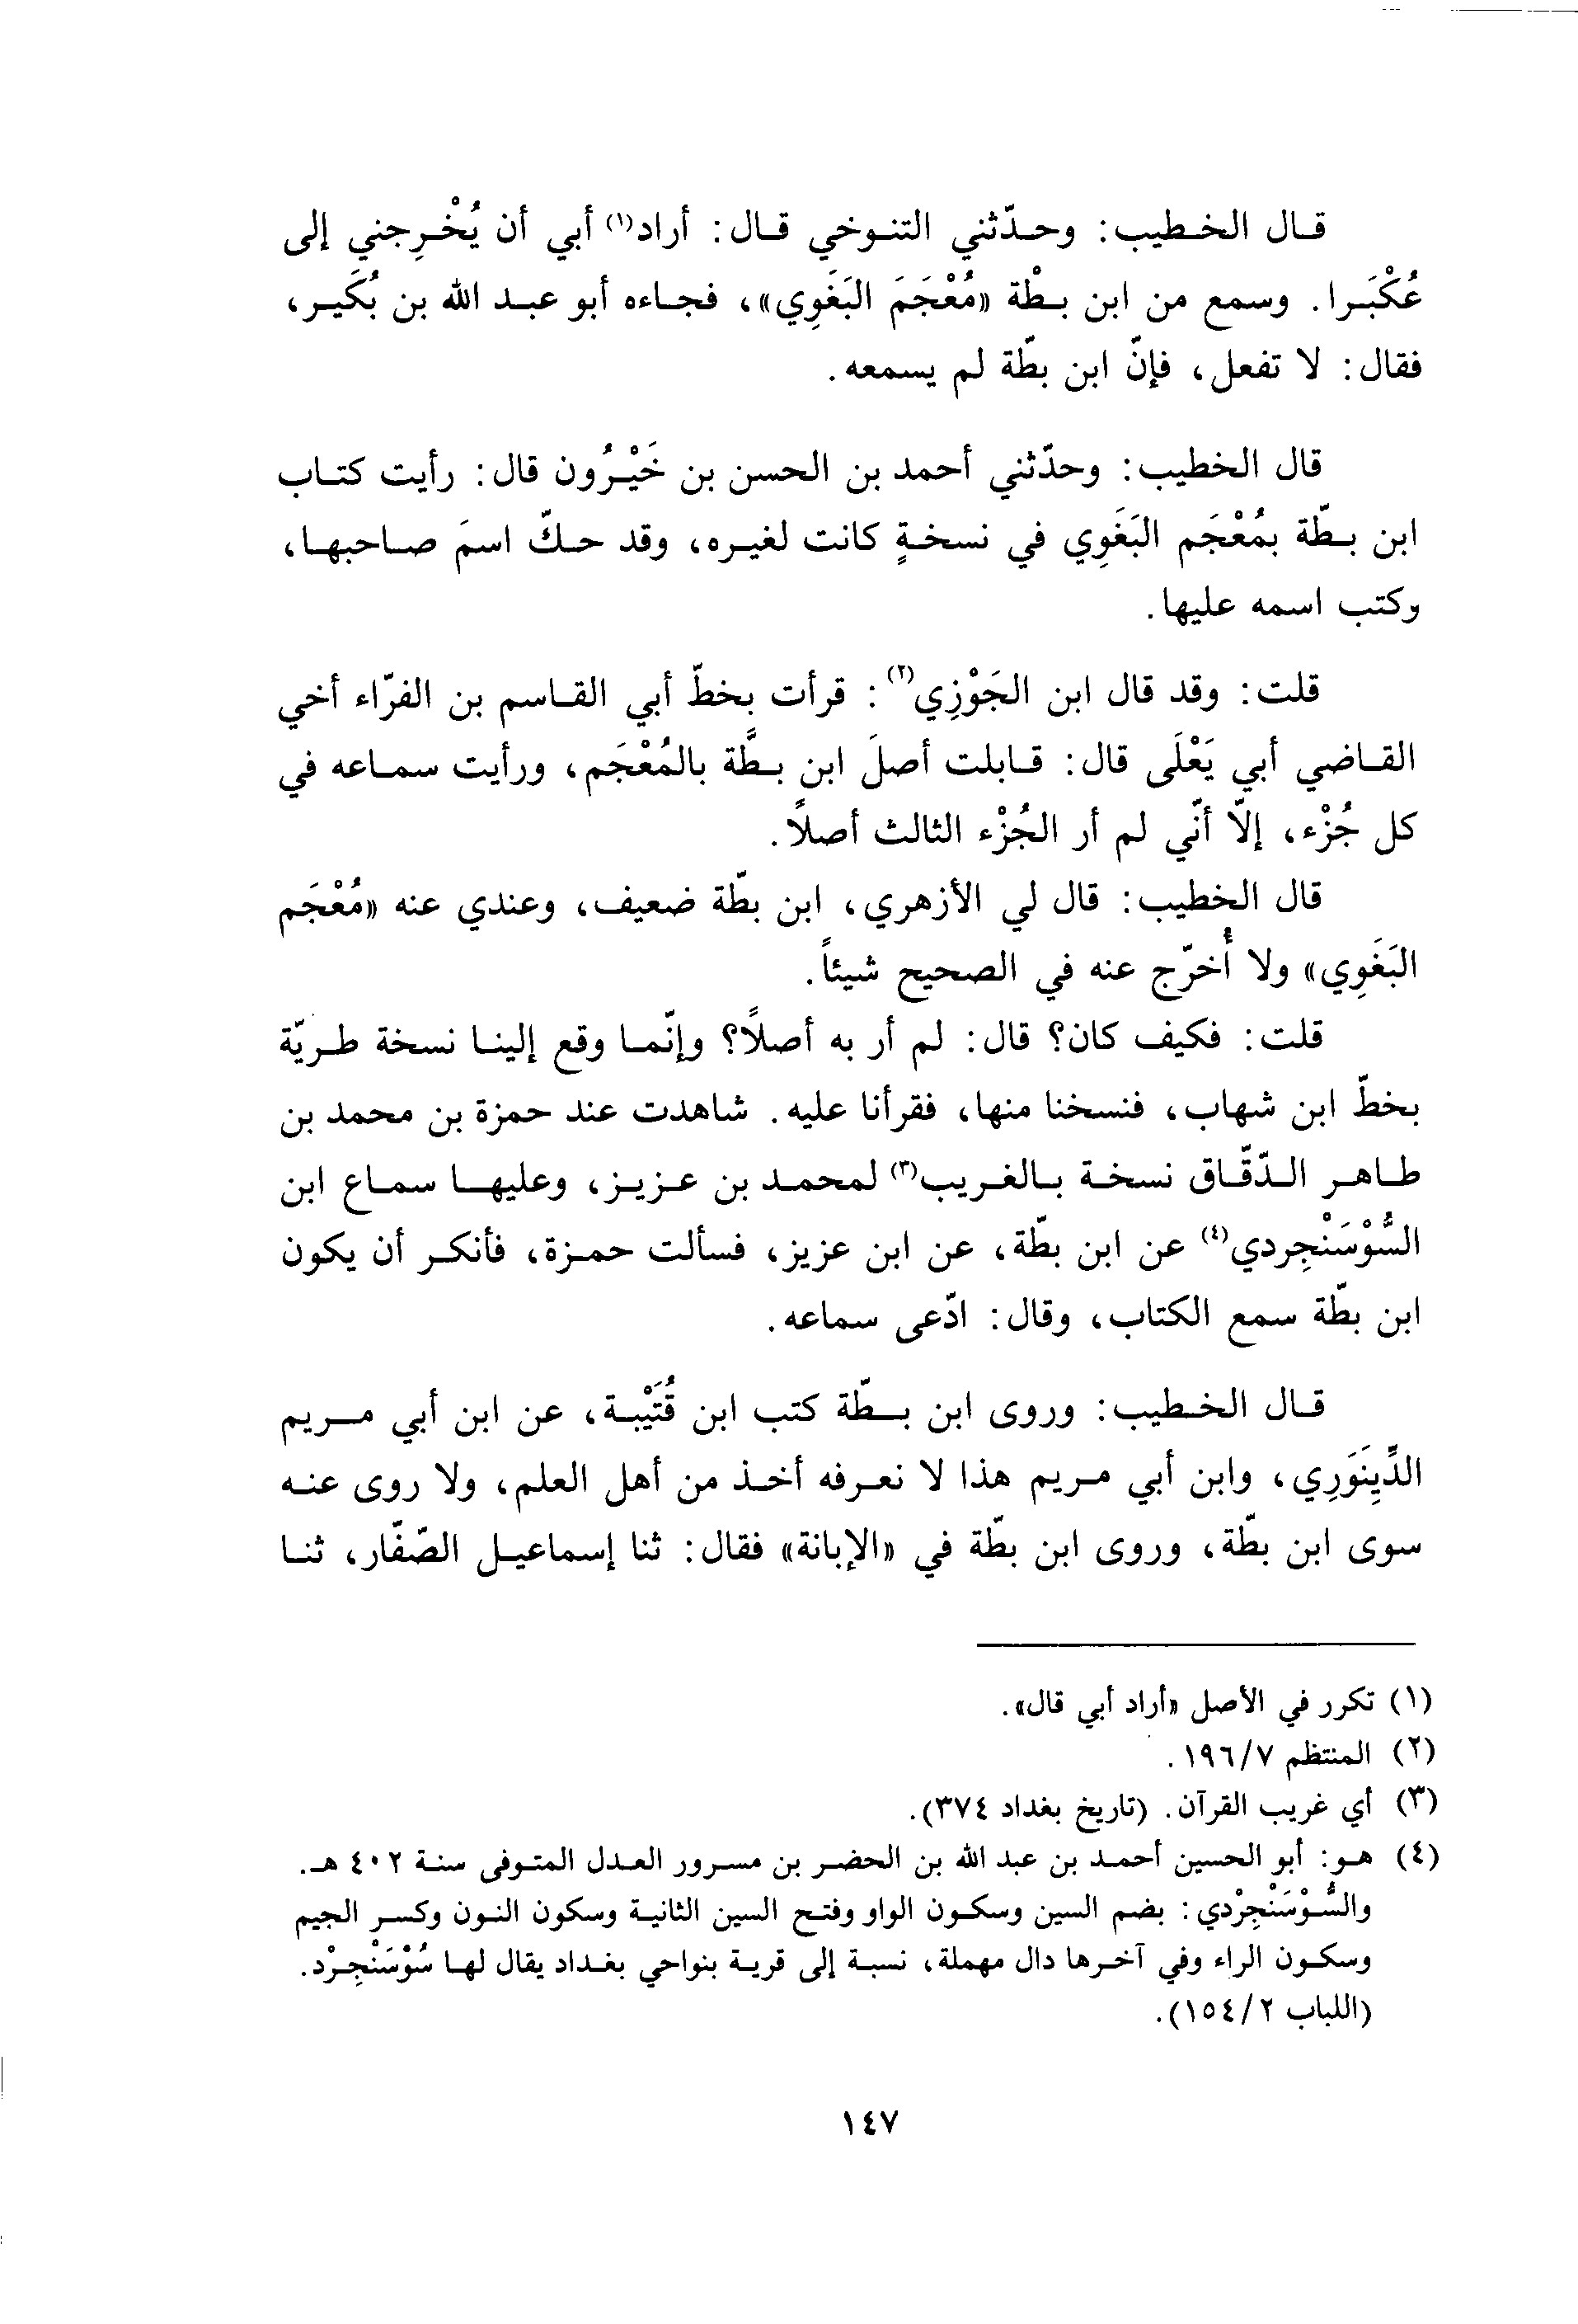 قال الخطيب: وحدّثني التنوخي قال: أراد(١) أبي أن يُخْرِجني إلى
عُكْبَرا. وسمع من ابن بطْة «مُعْجَمَ البَغَوِي»، فجاءه أبو عبد الله بن بُكَير،
فقال: لا تفعل، فإنّ ابن بطّة لم يسمعه.
قال الخطيب: وحدّثني أحمد بن الحسن بن خَيْرُون قال: رأيت كتاب
ابن بطّة بمُعْجَم البَغَوِي في نسخةٍ كانت لغيره، وقد حكّ اسمَ صاحبها،
وكتب اسمه عليها.
قلت: وقد قال ابن الجَوْزِي(٢): قرأت بخطّ أبي القاسم بن الفرّاء أخي
القاضي أبي يَعْلَى قال: قابلت أصلَ ابن بطَّة بالمُعْجَم، ورأيت سماعه في
كل جُزْء، إلّا أنّي لم أر الجُزْء الثالث أصلاً.
قال الخطيب: قال لي الأزهري، ابن بطّة ضعيف، وعندي عنه «مُعْجَم
البَغَوِي» ولا أُخرّج عنه في الصحيح شيئاً.
قلت: فكيف كان؟ قال: لم أر به أصلاً؟ وإنّما وقع إلينا نسخة طريّة
بخطّ ابن شهاب، فنسخنا منها، فقرأنا عليه. شاهدت عند حمزة بن محمد بن
طاهر الدّقّاق نسخة بالغريب(٣) لمحمد بن عزيز، وعليها سماع ابن
السُّوْسَنْجِردي(٤) عن ابن بطّة، عن ابن عزيز، فسألت حمزة، فأنكر أن يكون
ابن بطّة سمع الكتاب، وقال: ادّعى سماعه.
قال الخطيب: وروى ابن بطّة كتب ابن قُتَيْبة، عن ابن أبي مريم
الدِّينَوَرِي، وابن أبي مريم هذا لا نعرفه أخذ من أهل العلم، ولا روى عنه
سوى ابن بطّة، وروى ابن بطّة في «الإبانة» فقال: ثنا إسماعيل الصّفّار، ثنا
(١) تكرر في الأصل «أراد أبي قال».
(٢) المنتظم ١٩٦/٧.
(٣) أي غريب القرآن. (تاريخ بغداد ٣٧٤).
(٤) هو: أبو الحسين أحمد بن عبد الله بن الحضر بن مسرور العدل المتوفى سنة ٤٠٢ هـ.
والسُّوْسَنْجِرْدي: بضم السين وسكون الواو وفتح السين الثانية وسكون النون وكسر الجيم
وسكون الراء وفي آخرها دال مهملة، نسبة إلى قرية بنواحي بغداد يقال لها سُوْسَنْجِرْد.
(اللباب ١٥٤/٢).
١٤٧